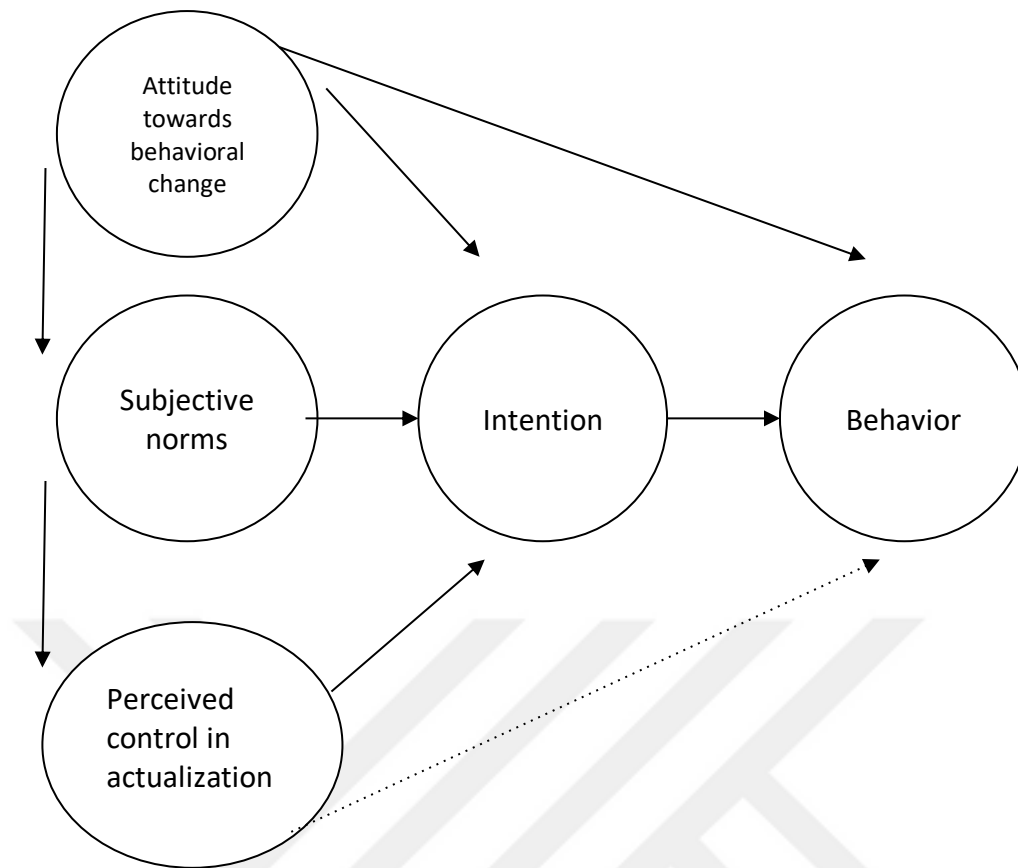 Attitude
towards
behavioral
change
Subjective
norms
Intention
Behavior
Perceived
control in
actualization